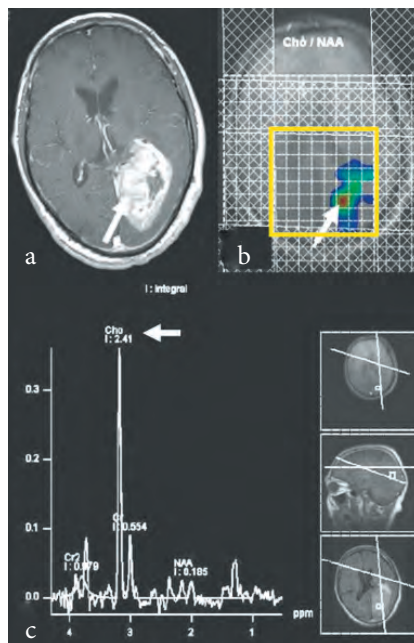 Cho / NAA
a
b
I : Integral
Cho
I : 2.41
0.3
0.2
Cr
I : 0.554
0.1
Cr2
I : 0.979
NAA
I : 0.185
0.0
c
4
3
2
1
ppm